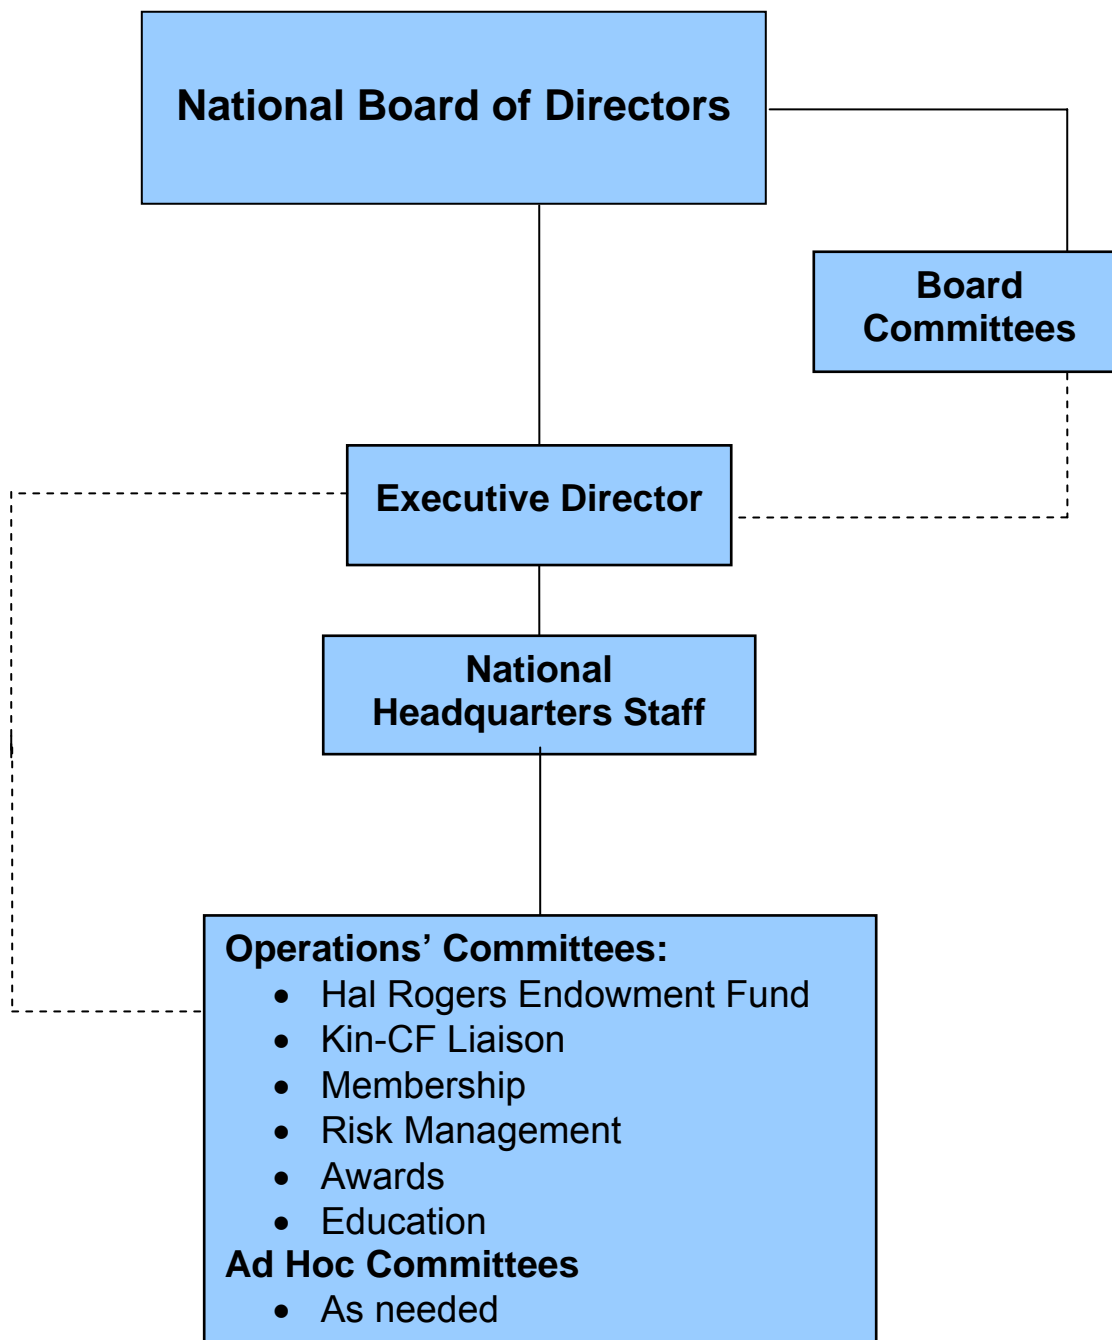 National Board of Directors
Board
Committees
Executive Director
National
Headquarters Staff
Operations’ Committees:
• Hal Rogers Endowment Fund
• Kin-CF Liaison
• Membership
• Risk Management
• Awards
• Education
Ad Hoc Committees
• As needed